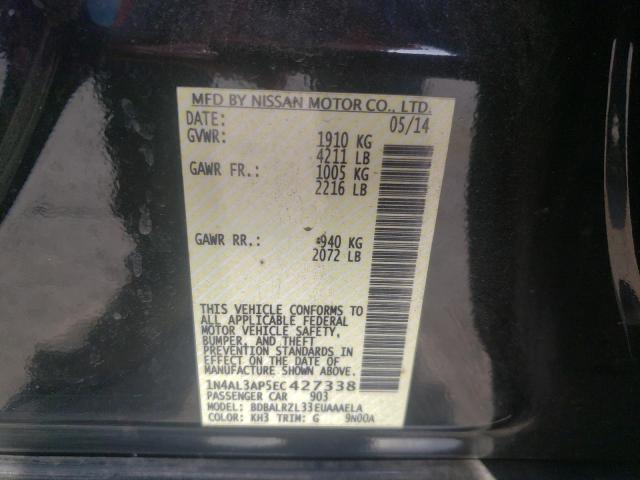 MFD BY NISSAN MOTOR CO., LTD.
DATE: 05/14
GVWR: 1910 KG
4211 LB
GAWR FR.: 1005 KG
2216 LB
GAWR RR.: 940 KG
2072 LB
THIS VEHICLE CONFORMS TO
ALL APPLICABLE FEDERAL
MOTOR VEHICLE SAFETY,
BUMPER, AND THEFT
PREVENTION STANDARDS
IN EFFECT ON THE DATE OF
MANUFACTURE SHOWN ABOVE.
1N4AL3AP5EC427338
PASSENGER CAR 903
MODEL: BDBALRZL33EUAAAELA
COLOR: KH3 TRIM: G 9N00A